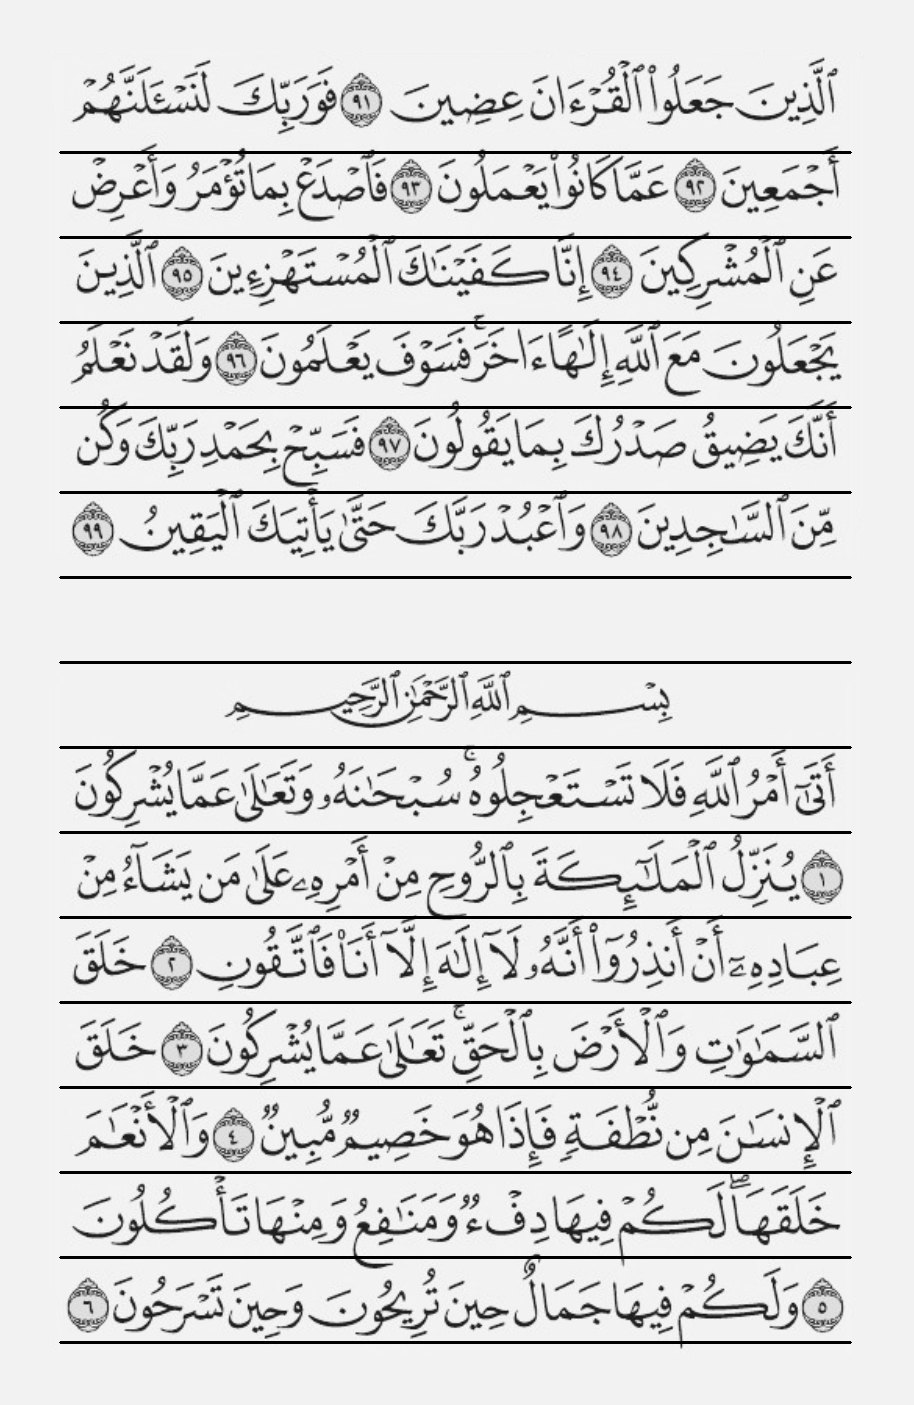 ٱلَّذِينَ جَعَلُوا۟ ٱلْقُرْءَانَ عِضِينَ ٩١ فَوَرَبِّكَ لَنَسْـَٔلَنَّهُمْ
أَجْمَعِينَ ٩٢ عَمَّا كَانُوا۟ يَعْمَلُونَ ٩٣ فَٱصْدَعْ بِمَا تُؤْمَرُ وَأَعْرِضْ
عَنِ ٱلْمُشْرِكِينَ ٩٤ إِنَّا كَفَيْنَـٰكَ ٱلْمُسْتَهْزِءِينَ ٩٥ ٱلَّذِينَ
يَجْعَلُونَ مَعَ ٱللَّهِ إِلَـٰهًا ءَاخَرَ ۚ فَسَوْفَ يَعْلَمُونَ ٩٦ وَلَقَدْ نَعْلَمُ
أَنَّكَ يَضِيقُ صَدْرُكَ بِمَا يَقُولُونَ ٩٧ فَسَبِّحْ بِحَمْدِ رَبِّكَ وَكُن
مِّنَ ٱلسَّـٰجِدِينَ ٩٨ وَٱعْبُدْ رَبَّكَ حَتَّىٰ يَأْتِيَكَ ٱلْيَقِينُ ٩٩
بِسْمِ ٱللَّهِ ٱلرَّحْمَـٰنِ ٱلرَّحِيمِ
أَتَىٰٓ أَمْرُ ٱللَّهِ فَلَا تَسْتَعْجِلُوهُ ۚ سُبْحَـٰنَهُۥ وَتَعَـٰلَىٰ عَمَّا يُشْرِكُونَ
١ يُنَزِّلُ ٱلْمَلَـٰٓئِكَةَ بِٱلرُّوحِ مِنْ أَمْرِهِۦ عَلَىٰ مَن يَشَآءُ مِنْ
عِبَادِهِۦٓ أَنْ أَنذِرُوٓا۟ أَنَّهُۥ لَآ إِلَـٰهَ إِلَّآ أَنَا۠ فَٱتَّقُونِ ٢ خَلَقَ
ٱلسَّمَـٰوَٰتِ وَٱلْأَرْضَ بِٱلْحَقِّ ۚ تَعَـٰلَىٰ عَمَّا يُشْرِكُونَ ٣ خَلَقَ
ٱلْإِنسَـٰنَ مِن نُّطْفَةٍ فَإِذَا هُوَ خَصِيمٌ مُّبِينٌ ٤ وَٱلْأَنْعَـٰمَ
خَلَقَهَا ۗ لَكُمْ فِيهَا دِفْءٌ وَمَنَـٰفِعُ وَمِنْهَا تَأْكُلُونَ
٥ وَلَكُمْ فِيهَا جَمَالٌ حِينَ تُرِيحُونَ وَحِينَ تَسْرَحُونَ ٦